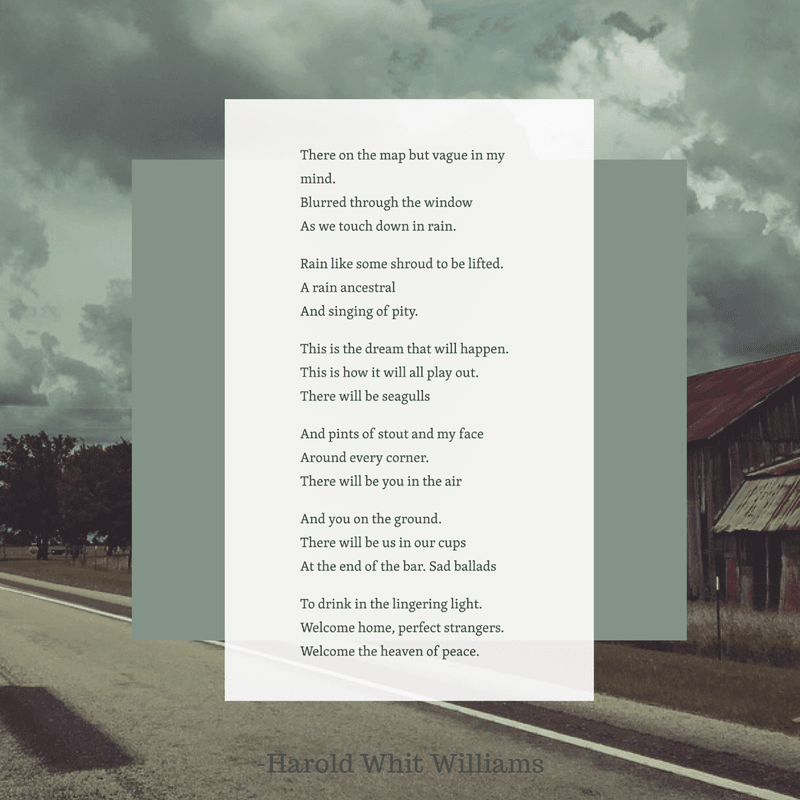 There on the map but vague in my
mind.
Blurred through the window
As we touch down in rain.
Rain like some shroud to be lifted.
A rain ancestral
And singing of pity.
This is the dream that will happen.
This is how it will all play out.
There will be seagulls
And pints of stout and my face
Around every corner.
There will be you in the air
And you on the ground.
There will be us in our cups
At the end of the bar. Sad ballads
To drink in the lingering light.
Welcome home, perfect strangers.
Welcome the heaven of peace.
-Harold Whit Williams